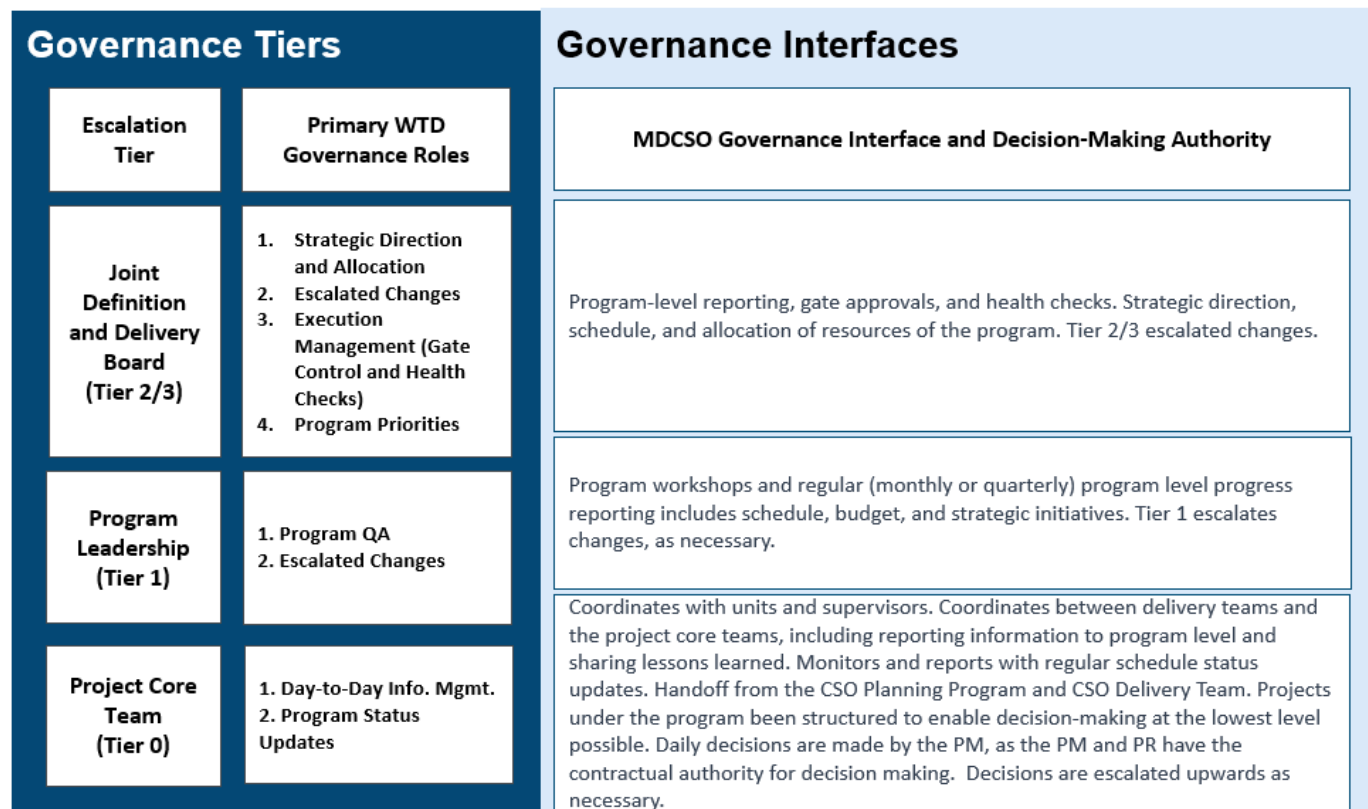 Governance Tiers
Governance Interfaces
Escalation
Tier
Primary WTD
Governance Roles
MDCSO Governance Interface and Decision-Making Authority
Joint
Definition
and Delivery
Board
(Tier 2/3)
1. Strategic Direction
and Allocation
2. Escalated Changes
3. Execution
Management (Gate
Control and Health
Checks)
4. Program Priorities
Program-level reporting, gate approvals, and health checks. Strategic direction,
schedule, and allocation of resources of the program. Tier 2/3 escalated changes.
Program
Leadership
(Tier 1)
1. Program QA
2. Escalated Changes
Program workshops and regular (monthly or quarterly) program level progress
reporting includes schedule, budget, and strategic initiatives. Tier 1 escalates
changes, as necessary.
Project Core
Team
(Tier 0)
1. Day-to-Day Info. Mgmt.
2. Program Status
Updates
Coordinates with units and supervisors. Coordinates between delivery teams and
the project core teams, including reporting information to program level and
sharing lessons learned. Monitors and reports with regular schedule status
updates. Handoff from the CSO Planning Program and CSO Delivery Team. Projects
under the program been structured to enable decision-making at the lowest level
possible. Daily decisions are made by the PM, as the PM and PR have the
contractual authority for decision making.  Decisions are escalated upwards as
necessary.